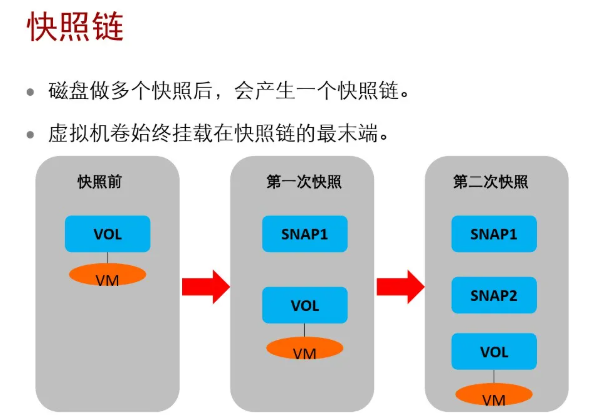 快照链
磁盘做多个快照后，会产生一个快照链。
虚拟机卷始终挂载在快照链的最末端。
快照前
VOL
VM
第一次快照
SNAP1
VOL
VM
第二次快照
SNAP1
SNAP2
VOL
VM